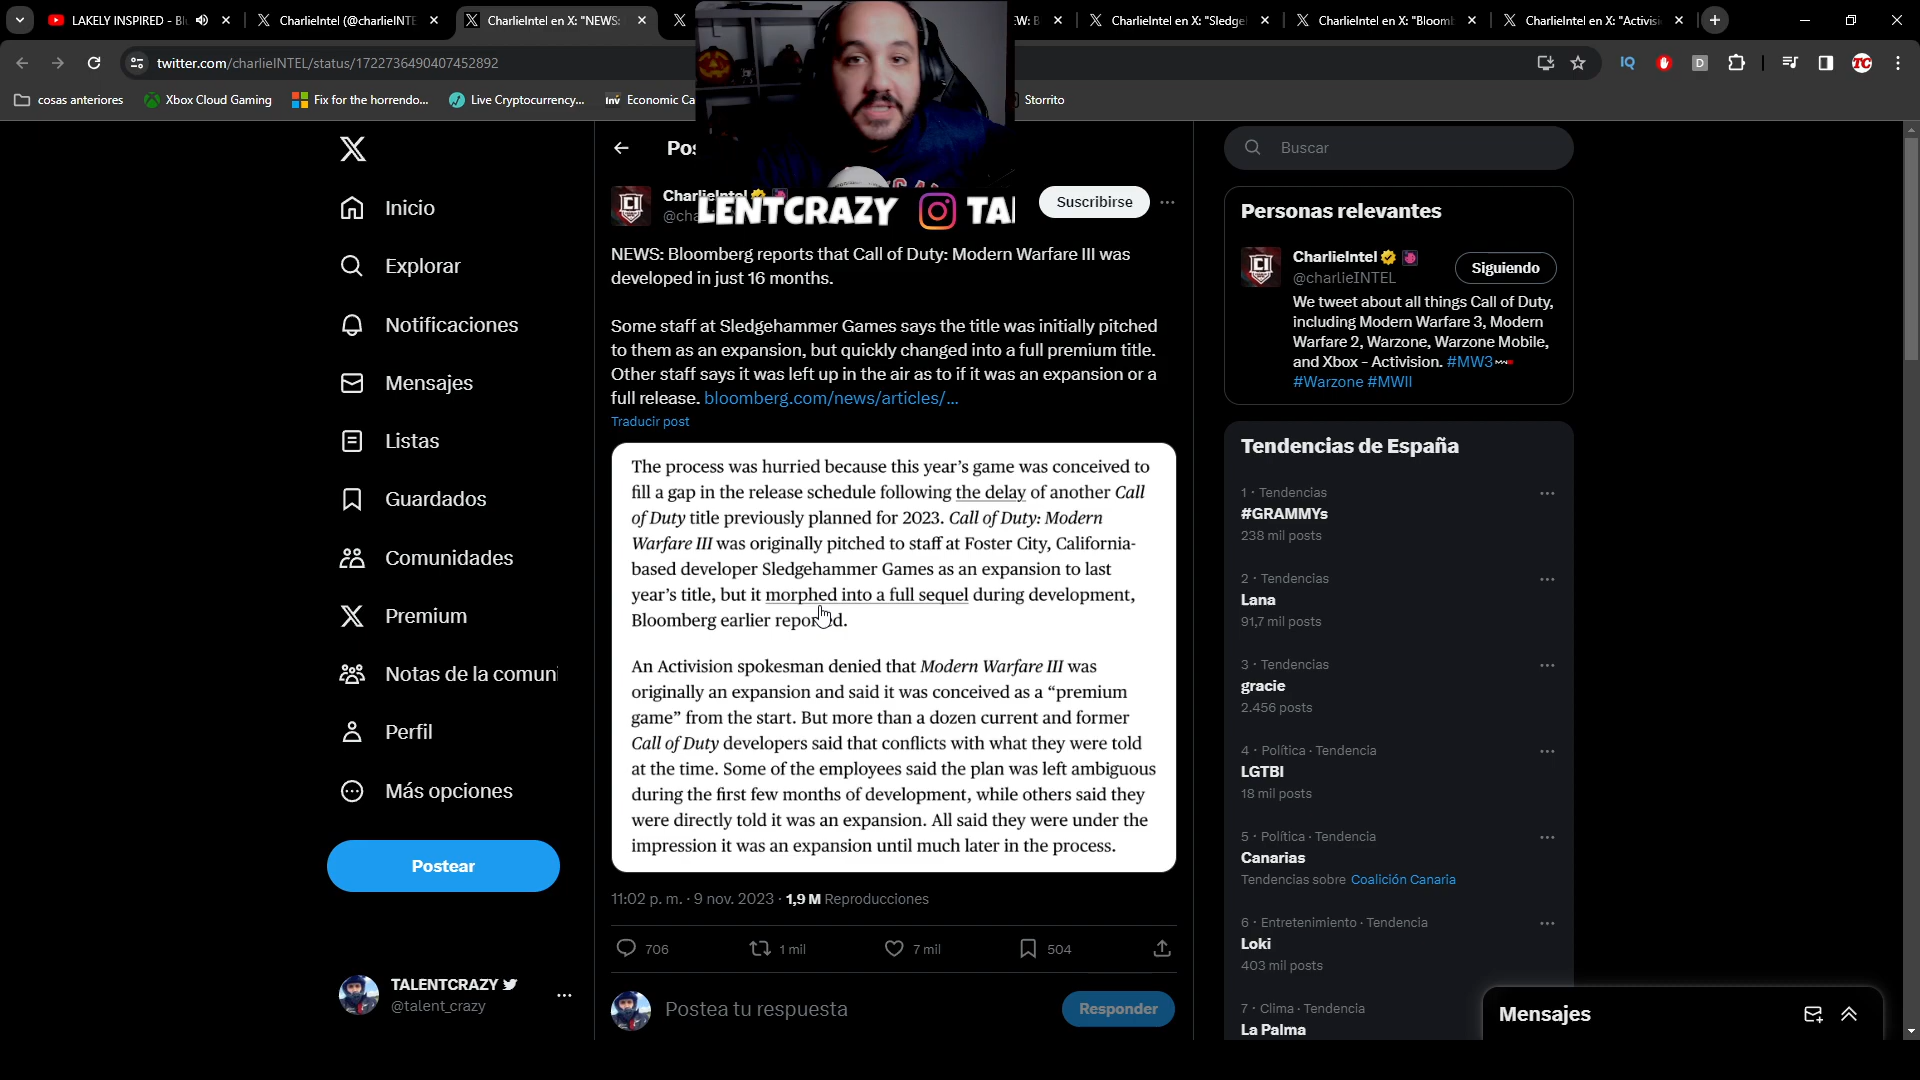 LAKELY INSPIRED - Bl
CharlieIntel (@charlieINTE
CharlieIntel en X: "NEWS:
EW: B
CharlieIntel en X: "Sledge
CharlieIntel en X: "Bloom
CharlieIntel en X: "Activisi
twitter.com/charlieINTEL/status/1722736490407452892
IQ
D
TC
cosas anteriores
Xbox Cloud Gaming
Fix for the horrendo...
Live Cryptocurrency...
Inv
Economic Ca
Storrito
Inicio
Explorar
Notificaciones
Mensajes
Listas
Guardados
Comunidades
Premium
Notas de la comuni
Perfil
Más opciones
Postear
TALENTCRAZY
@talent_crazy
Pos
CharlieIntel
@cha
LENTCRAZY
TA
Suscribirse
NEWS: Bloomberg reports that Call of Duty: Modern Warfare III was
developed in just 16 months.
Some staff at Sledgehammer Games says the title was initially pitched
to them as an expansion, but quickly changed into a full premium title.
Other staff says it was left up in the air as to if it was an expansion or a
full release. bloomberg.com/news/articles/...
Traducir post
The process was hurried because this year's game was conceived to
fill a gap in the release schedule following the delay of another Call
of Duty title previously planned for 2023. Call of Duty: Modern
Warfare III was originally pitched to staff at Foster City, California-
based developer Sledgehammer Games as an expansion to last
year's title, but it morphed into a full sequel during development,
Bloomberg earlier reported.
An Activision spokesman denied that Modern Warfare III was
originally an expansion and said it was conceived as a “premium
game” from the start. But more than a dozen current and former
Call of Duty developers said that conflicts with what they were told
at the time. Some of the employees said the plan was left ambiguous
during the first few months of development, while others said they
were directly told it was an expansion. All said they were under the
impression it was an expansion until much later in the process.
11:02 p. m. · 9 nov. 2023 · 1,9 M Reproducciones
706
1 mil
7 mil
504
Postea tu respuesta
Responder
Buscar
Personas relevantes
CharlieIntel
@charlieINTEL
Siguiendo
We tweet about all things Call of Duty,
including Modern Warfare 3, Modern
Warfare 2, Warzone, Warzone Mobile,
and Xbox - Activision. #MW3
#Warzone #MWII
Tendencias de España
1 · Tendencias
#GRAMMYs
238 mil posts
2 · Tendencias
Lana
91,7 mil posts
3 · Tendencias
gracie
2.456 posts
4 · Política · Tendencia
LGTBI
18 mil posts
5 · Política · Tendencia
Canarias
Tendencias sobre Coalición Canaria
6 · Entretenimiento · Tendencia
Loki
403 mil posts
7 · Clima · Tendencia
La Palma
Mensajes